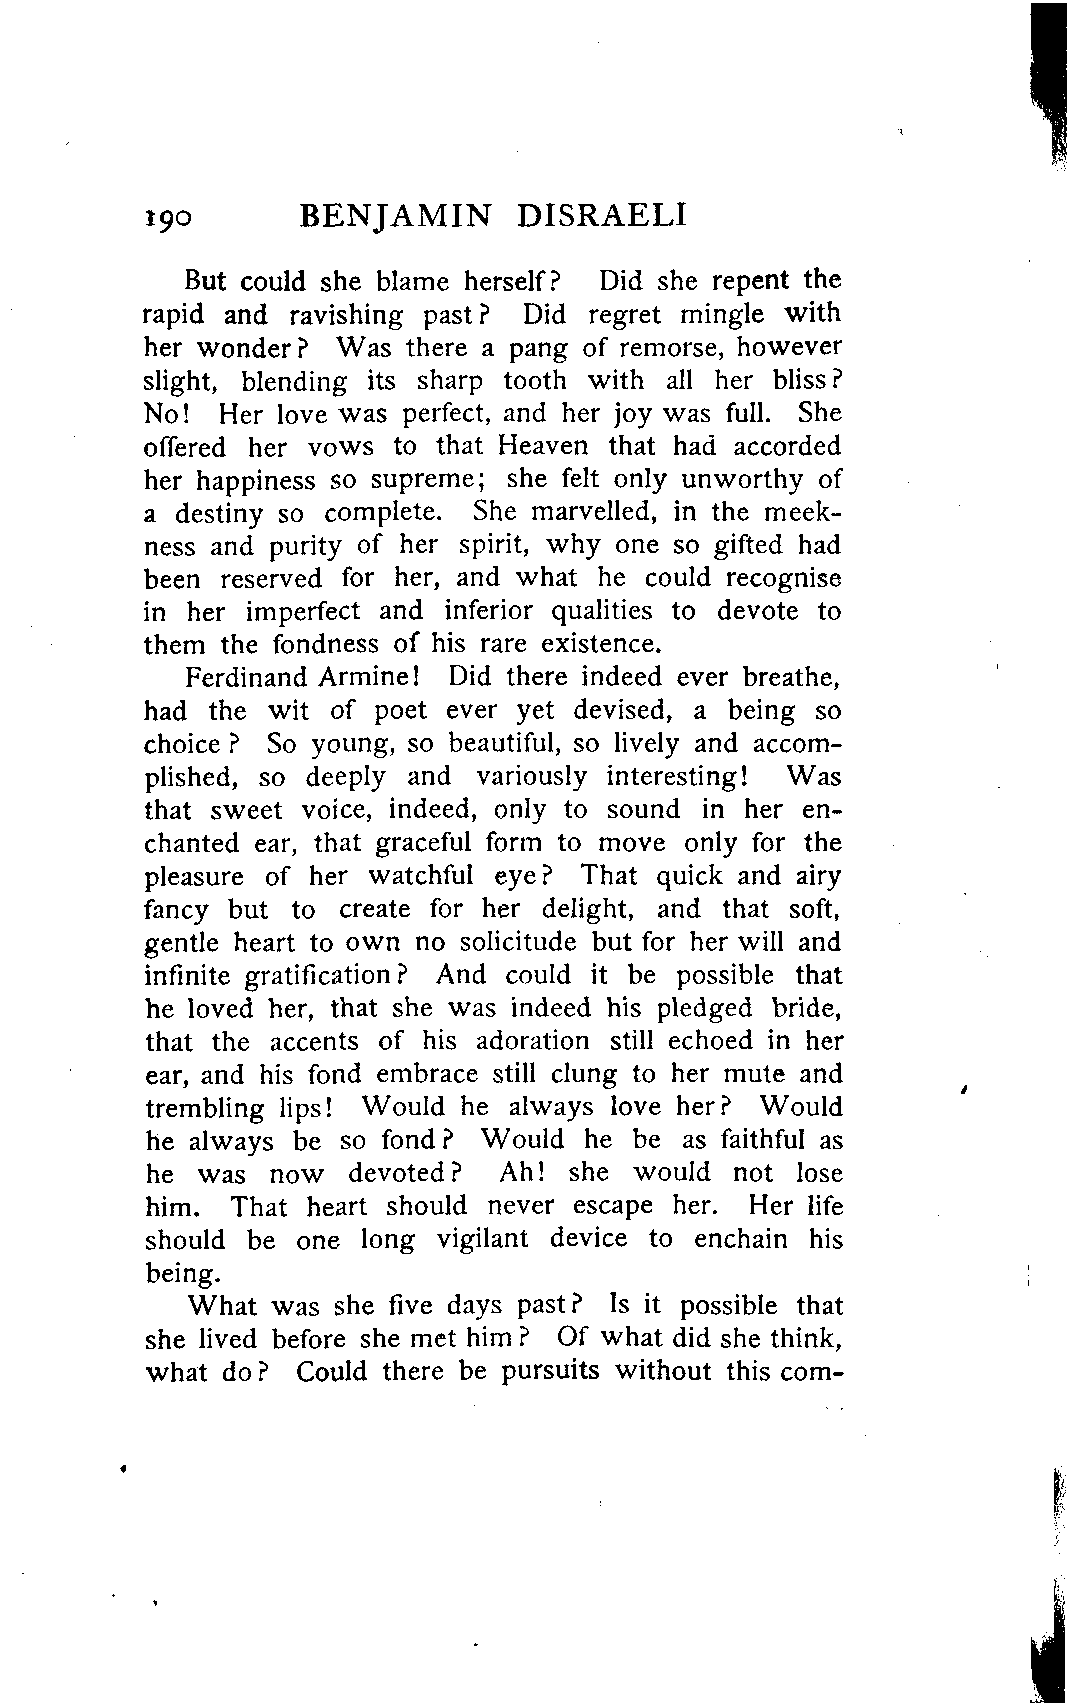 190 BENJAMIN DISRAELI
But could she blame herself? Did she repent the
rapid and ravishing past? Did regret mingle with
her wonder? Was there a pang of remorse, however
slight, blending its sharp tooth with all her bliss?
No! Her love was perfect, and her joy was full. She
offered her vows to that Heaven that had accorded
her happiness so supreme; she felt only unworthy of
a destiny so complete. She marvelled, in the meek-
ness and purity of her spirit, why one so gifted had
been reserved for her, and what he could recognise
in her imperfect and inferior qualities to devote to
them the fondness of his rare existence.
Ferdinand Armine! Did there indeed ever breathe,
had the wit of poet ever yet devised, a being so
choice? So young, so beautiful, so lively and accom-
plished, so deeply and variously interesting! Was
that sweet voice, indeed, only to sound in her en-
chanted ear, that graceful form to move only for the
pleasure of her watchful eye? That quick and airy
fancy but to create for her delight, and that soft,
gentle heart to own no solicitude but for her will and
infinite gratification? And could it be possible that
he loved her, that she was indeed his pledged bride,
that the accents of his adoration still echoed in her
ear, and his fond embrace still clung to her mute and
trembling lips! Would he always love her? Would
he always be so fond? Would he be as faithful as
he was now devoted? Ah! she would not lose
him. That heart should never escape her. Her life
should be one long vigilant device to enchain his
being.
What was she five days past? Is it possible that
she lived before she met him? Of what did she think,
what do? Could there be pursuits without this com-